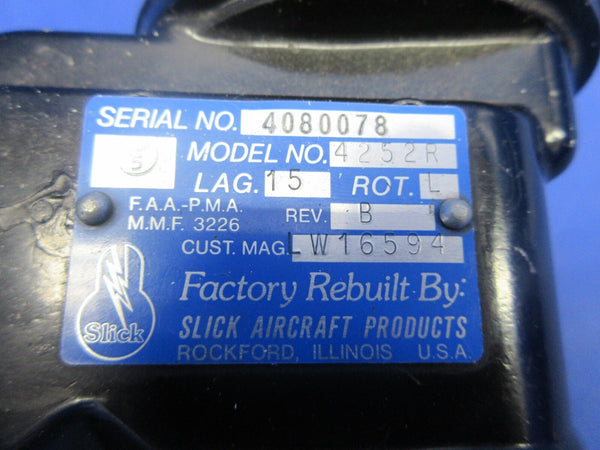 SERIAL NO. 4080078
MODEL NO. 4252R
LAG. 15 ROT. L
F.A.A.-P.M.A. REV. B
M.M.F. 3226
CUST. MAG. LW16594
Slick
Factory Rebuilt By:
SLICK AIRCRAFT PRODUCTS
ROCKFORD, ILLINOIS U.S.A.